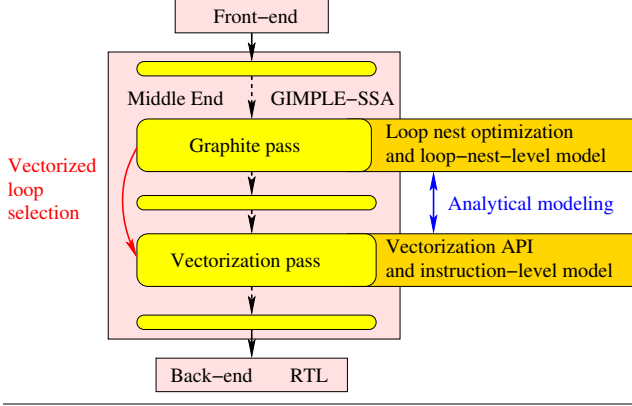 Front−end
Middle End GIMPLE−SSA
Graphite pass
Loop nest optimization
and loop−nest−level model
Vectorized
loop
selection
Analytical modeling
Vectorization pass
Vectorization API
and instruction−level model
Back−end RTL